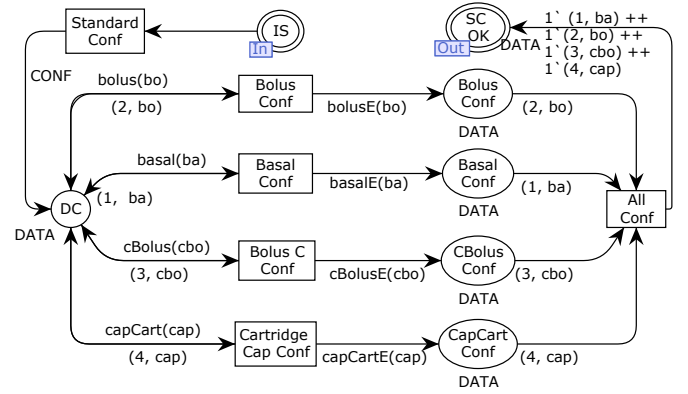 Standard
Conf
IS
In
SC
OK
Out
DATA
1`(1, ba) ++
1`(2, bo) ++
1`(3, cbo) ++
1`(4, cap)
CONF
bolus(bo)
(2, bo)
Bolus
Conf
bolusE(bo)
Bolus
Conf
(2, bo)
DATA
basal(ba)
(1, ba)
Basal
Conf
basalE(ba)
Basal
Conf
(1, ba)
DATA
DC
DATA
All
Conf
cBolus(cbo)
(3, cbo)
Bolus C
Conf
cBolusE(cbo)
CBolus
Conf
(3, cbo)
DATA
capCart(cap)
(4, cap)
Cartridge
Cap Conf
capCartE(cap)
CapCart
Conf
(4, cap)
DATA